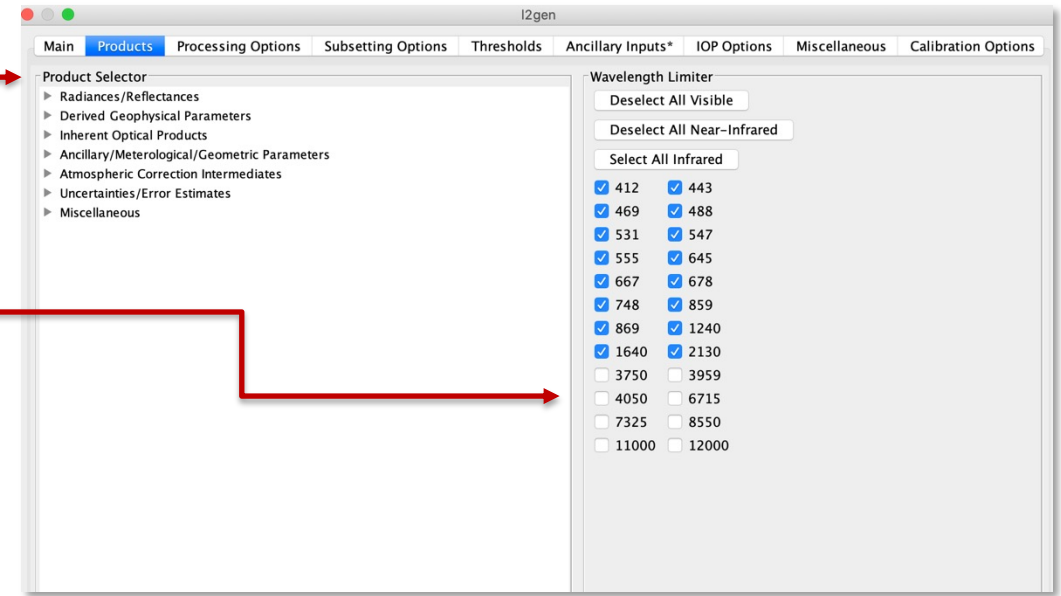 l2gen
Main Products Processing Options Subsetting Options Thresholds Ancillary Inputs* IOP Options Miscellaneous Calibration Options
Product Selector
Radiances/Reflectances
Derived Geophysical Parameters
Inherent Optical Products
Ancillary/Meterological/Geometric Parameters
Atmospheric Correction Intermediates
Uncertainties/Error Estimates
Miscellaneous
Wavelength Limiter
Deselect All Visible
Deselect All Near-Infrared
Select All Infrared
412 443
469 488
531 547
555 645
667 678
748 859
869 1240
1640 2130
3750 3959
4050 6715
7325 8550
11000 12000